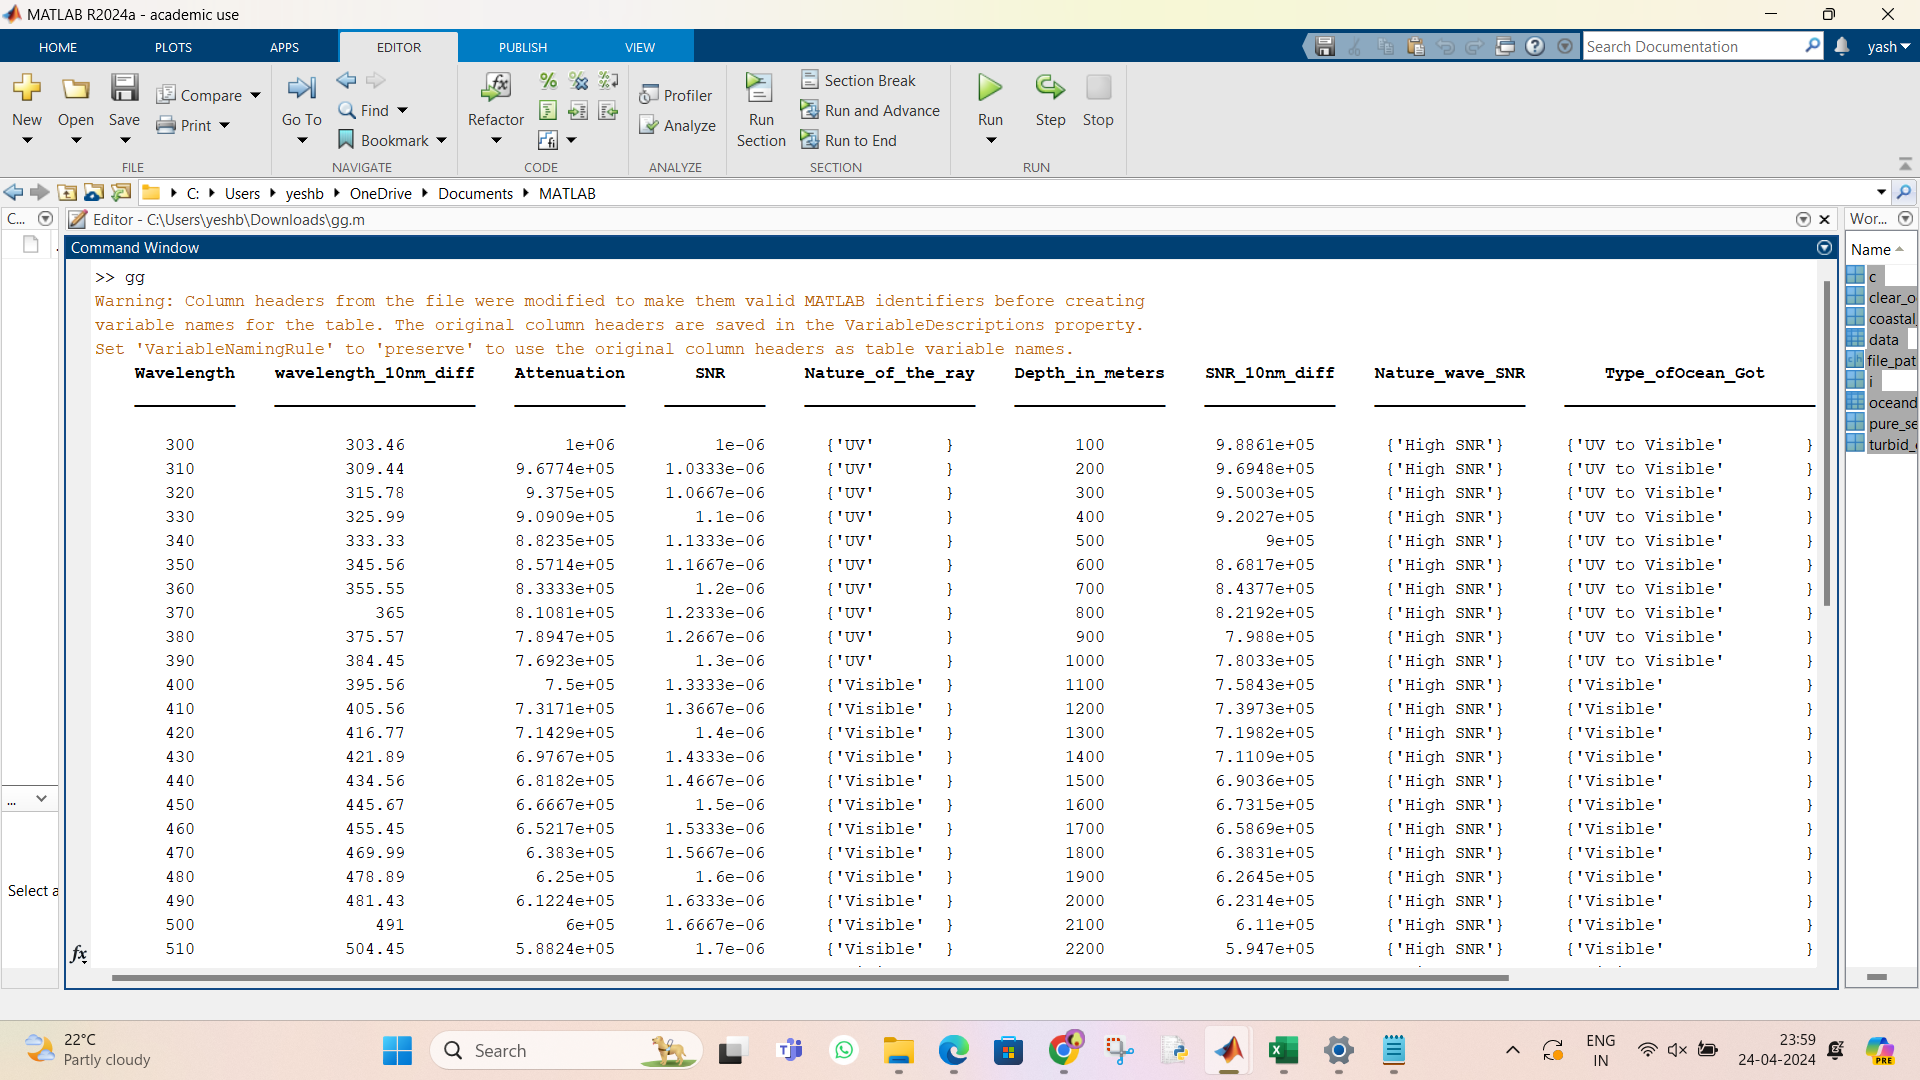 MATLAB R2024a - academic use
HOME PLOTS APPS EDITOR PUBLISH VIEW
Search Documentation
yash
New
Open
Save
Compare
Print
FILE
Go To
Find
Bookmark
NAVIGATE
Refactor
CODE
Profiler
Analyze
ANALYZE
Run
Section
Section Break
Run and Advance
Run to End
SECTION
Run
Step
Stop
RUN
C: Users yeshb OneDrive Documents MATLAB
C...
Editor - C:\Users\yeshb\Downloads\gg.m
Wor...
Command Window
Name
c
clear_o
coastal_
data
file_pat
i
oceand
pure_se
turbid_
...
Select a
>> gg
Warning: Column headers from the file were modified to make them valid MATLAB identifiers before creating
variable names for the table. The original column headers are saved in the VariableDescriptions property.
Set 'VariableNamingRule' to 'preserve' to use the original column headers as table variable names.
Wavelength wavelength_10nm_diff Attenuation SNR Nature_of_the_ray Depth_in_meters SNR_10nm_diff Nature_wave_SNR Type_ofOcean_Got
300 303.46 1e+06 1e-06 {'UV' } 100 9.8861e+05 {'High SNR'} {'UV to Visible' }
310 309.44 9.6774e+05 1.0333e-06 {'UV' } 200 9.6948e+05 {'High SNR'} {'UV to Visible' }
320 315.78 9.375e+05 1.0667e-06 {'UV' } 300 9.5003e+05 {'High SNR'} {'UV to Visible' }
330 325.99 9.0909e+05 1.1e-06 {'UV' } 400 9.2027e+05 {'High SNR'} {'UV to Visible' }
340 333.33 8.8235e+05 1.1333e-06 {'UV' } 500 9e+05 {'High SNR'} {'UV to Visible' }
350 345.56 8.5714e+05 1.1667e-06 {'UV' } 600 8.6817e+05 {'High SNR'} {'UV to Visible' }
360 355.55 8.3333e+05 1.2e-06 {'UV' } 700 8.4377e+05 {'High SNR'} {'UV to Visible' }
370 365 8.1081e+05 1.2333e-06 {'UV' } 800 8.2192e+05 {'High SNR'} {'UV to Visible' }
380 375.57 7.8947e+05 1.2667e-06 {'UV' } 900 7.988e+05 {'High SNR'} {'UV to Visible' }
390 384.45 7.6923e+05 1.3e-06 {'UV' } 1000 7.8033e+05 {'High SNR'} {'UV to Visible' }
400 395.56 7.5e+05 1.3333e-06 {'Visible' } 1100 7.5843e+05 {'High SNR'} {'Visible' }
410 405.56 7.3171e+05 1.3667e-06 {'Visible' } 1200 7.3973e+05 {'High SNR'} {'Visible' }
420 416.77 7.1429e+05 1.4e-06 {'Visible' } 1300 7.1982e+05 {'High SNR'} {'Visible' }
430 421.89 6.9767e+05 1.4333e-06 {'Visible' } 1400 7.1109e+05 {'High SNR'} {'Visible' }
440 434.56 6.8182e+05 1.4667e-06 {'Visible' } 1500 6.9036e+05 {'High SNR'} {'Visible' }
450 445.67 6.6667e+05 1.5e-06 {'Visible' } 1600 6.7315e+05 {'High SNR'} {'Visible' }
460 455.45 6.5217e+05 1.5333e-06 {'Visible' } 1700 6.5869e+05 {'High SNR'} {'Visible' }
470 469.99 6.383e+05 1.5667e-06 {'Visible' } 1800 6.3831e+05 {'High SNR'} {'Visible' }
480 478.89 6.25e+05 1.6e-06 {'Visible' } 1900 6.2645e+05 {'High SNR'} {'Visible' }
490 481.43 6.1224e+05 1.6333e-06 {'Visible' } 2000 6.2314e+05 {'High SNR'} {'Visible' }
500 491 6e+05 1.6667e-06 {'Visible' } 2100 6.11e+05 {'High SNR'} {'Visible' }
510 504.45 5.8824e+05 1.7e-06 {'Visible' } 2200 5.947e+05 {'High SNR'} {'Visible' }
fx
22°C
Partly cloudy
Search
ENG
IN
23:59
24-04-2024
PRE